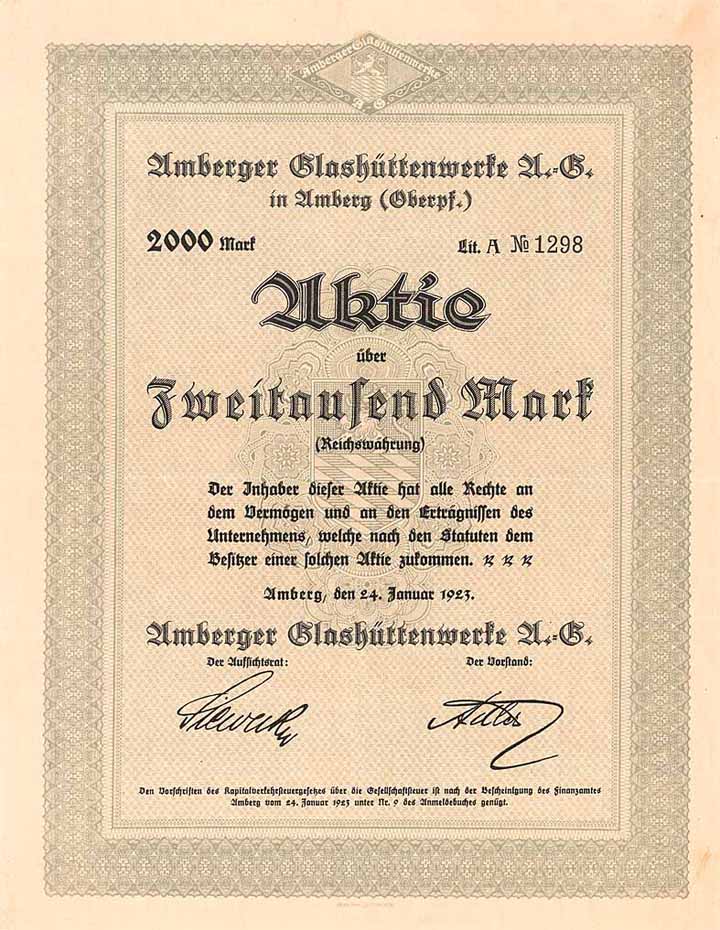 Amberger Glashüttenwerke
A.-G.
Amberger Glashüttenwerke A.-G.
in Amberg (Oberpf.)
2000 Mark Lit. A № 1298
Aktie
über
Zweitausend Mark
(Reichswährung)
Der Inhaber dieser Aktie hat alle Rechte an
dem Vermögen und an den Erträgnissen des
Unternehmens, welche nach den Statuten dem
Besitzer einer solchen Aktie zukommen.
Amberg, den 24. Januar 1923.
Amberger Glashüttenwerke A.-G.
Der Aufsichtsrat: Der Vorstand:
Den Vorschriften des Kapitalverkehrsteuergesetzes über die Gesellschaftsteuer ist nach der Bescheinigung des Finanzamtes
Amberg vom 24. Januar 1923 unter Nr. 9 des Anmeldebuches genügt.